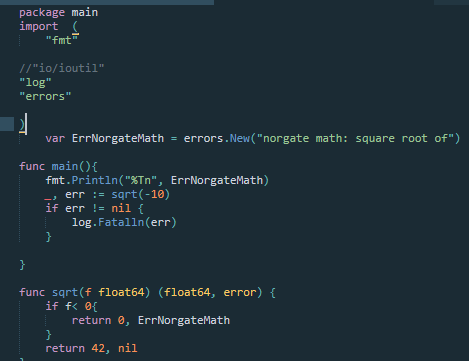 package main
import  (
    "fmt"
//"io/ioutil"
"log"
"errors"
)
    var ErrNorgateMath = errors.New("norgate math: square root of")
func main(){
    fmt.Println("%Tn", ErrNorgateMath)
    _, err := sqrt(-10)
    if err != nil {
        log.Fatalln(err)
    }
}
func sqrt(f float64) (float64, error) {
    if f< 0{
        return 0, ErrNorgateMath
    }
    return 42, nil
}